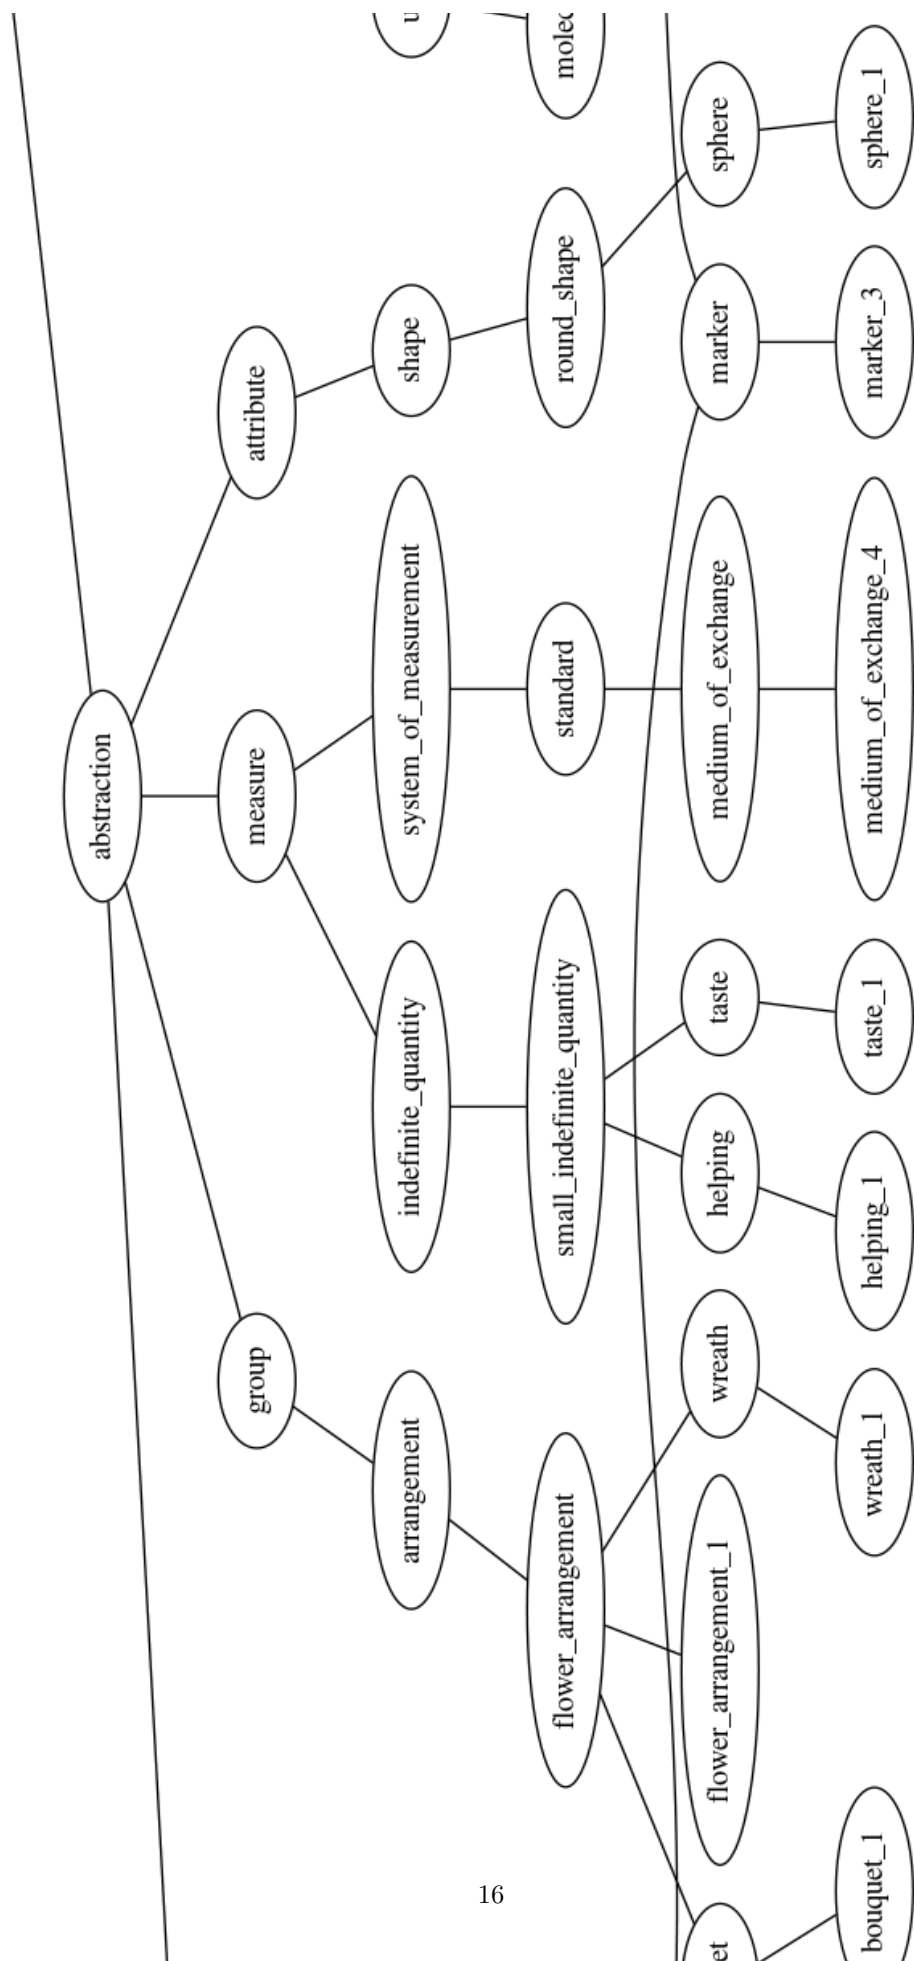 abstraction
group
measure
attribute
arrangement
indefinite_quantity
system_of_measurement
shape
flower_arrangement
small_indefinite_quantity
standard
round_shape
flower_arrangement_1
wreath
helping
taste
medium_of_exchange
marker
sphere
bouquet_1
wreath_1
helping_1
taste_1
medium_of_exchange_4
marker_3
sphere_1
16